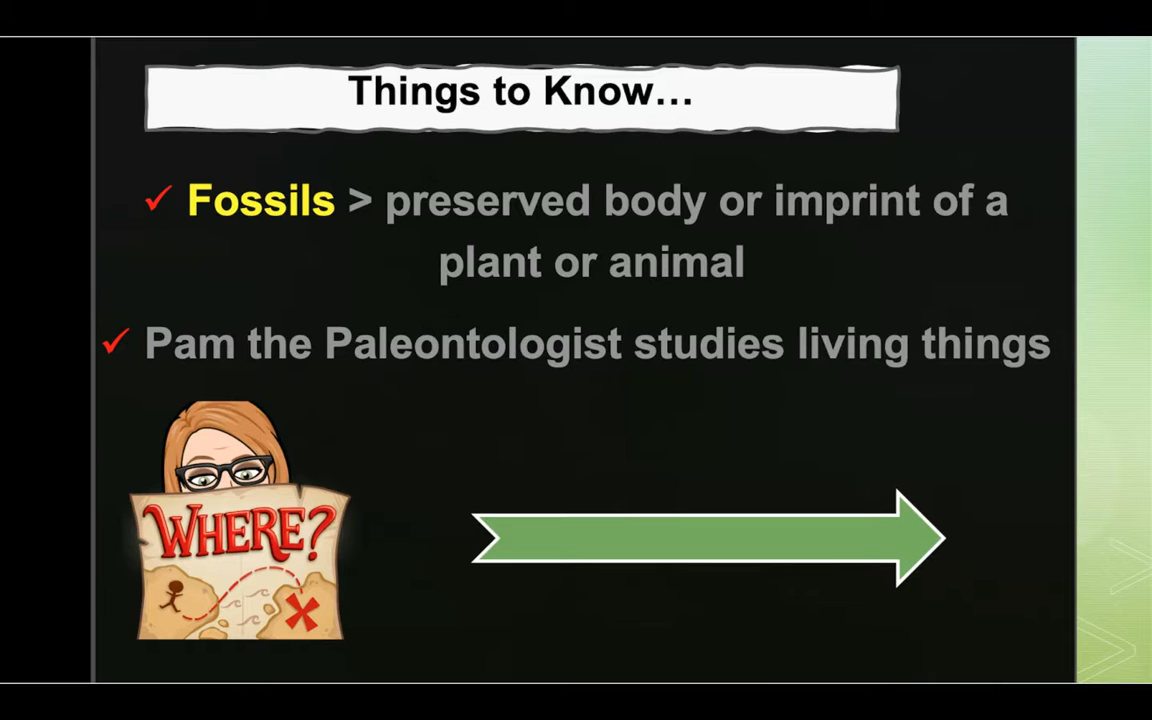 Things to Know…
Fossils > preserved body or imprint of a
plant or animal
Pam the Paleontologist studies living things
WHERE?